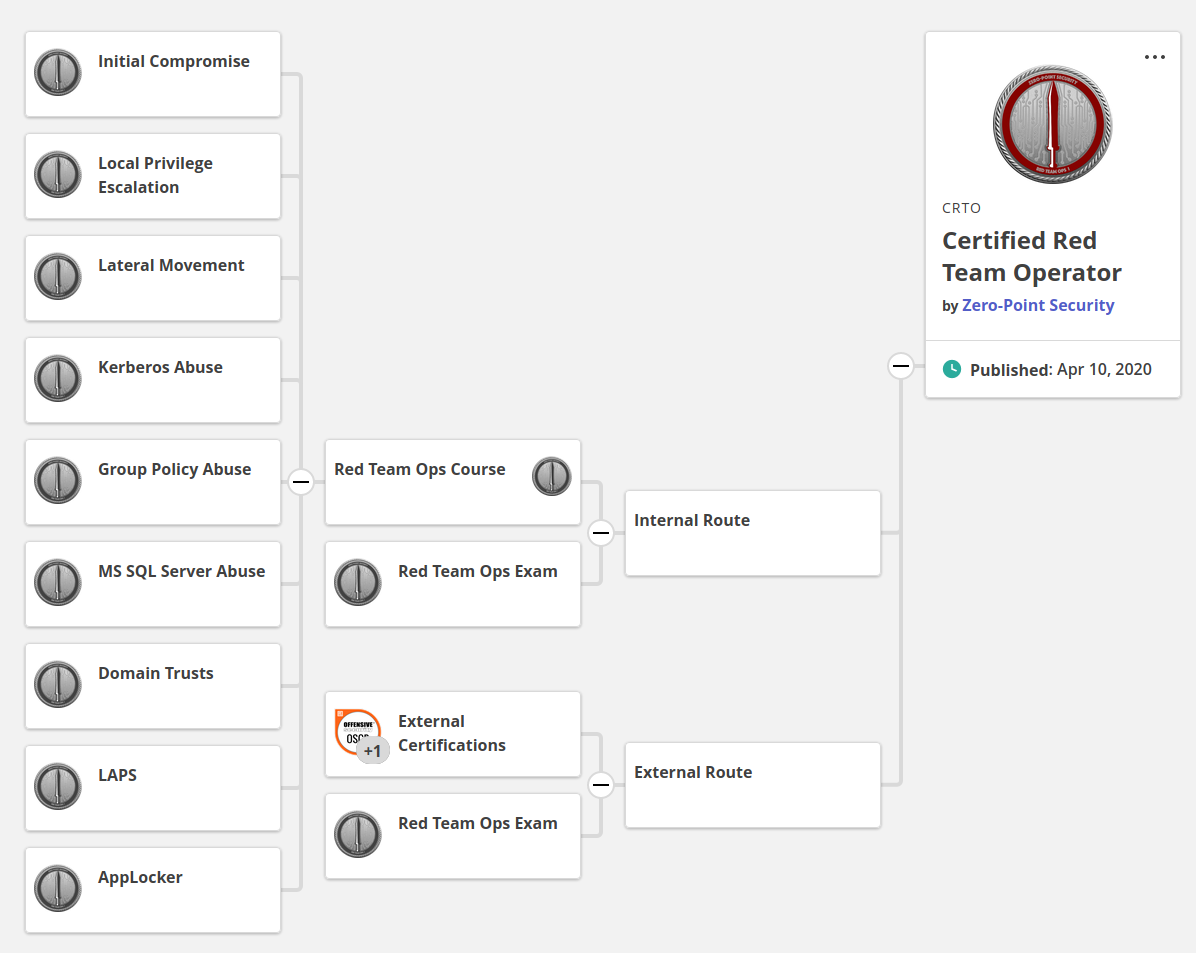 Initial Compromise
Local Privilege
Escalation
Lateral Movement
Kerberos Abuse
Group Policy Abuse
MS SQL Server Abuse
Domain Trusts
LAPS
AppLocker
Red Team Ops Course
Red Team Ops Exam
OFFENSIVE
+1
External
Certifications
Red Team Ops Exam
Internal Route
External Route
ZERO-POINT SECURITY
RED TEAM OPS 1
CRTO
Certified Red
Team Operator
by Zero-Point Security
Published: Apr 10, 2020